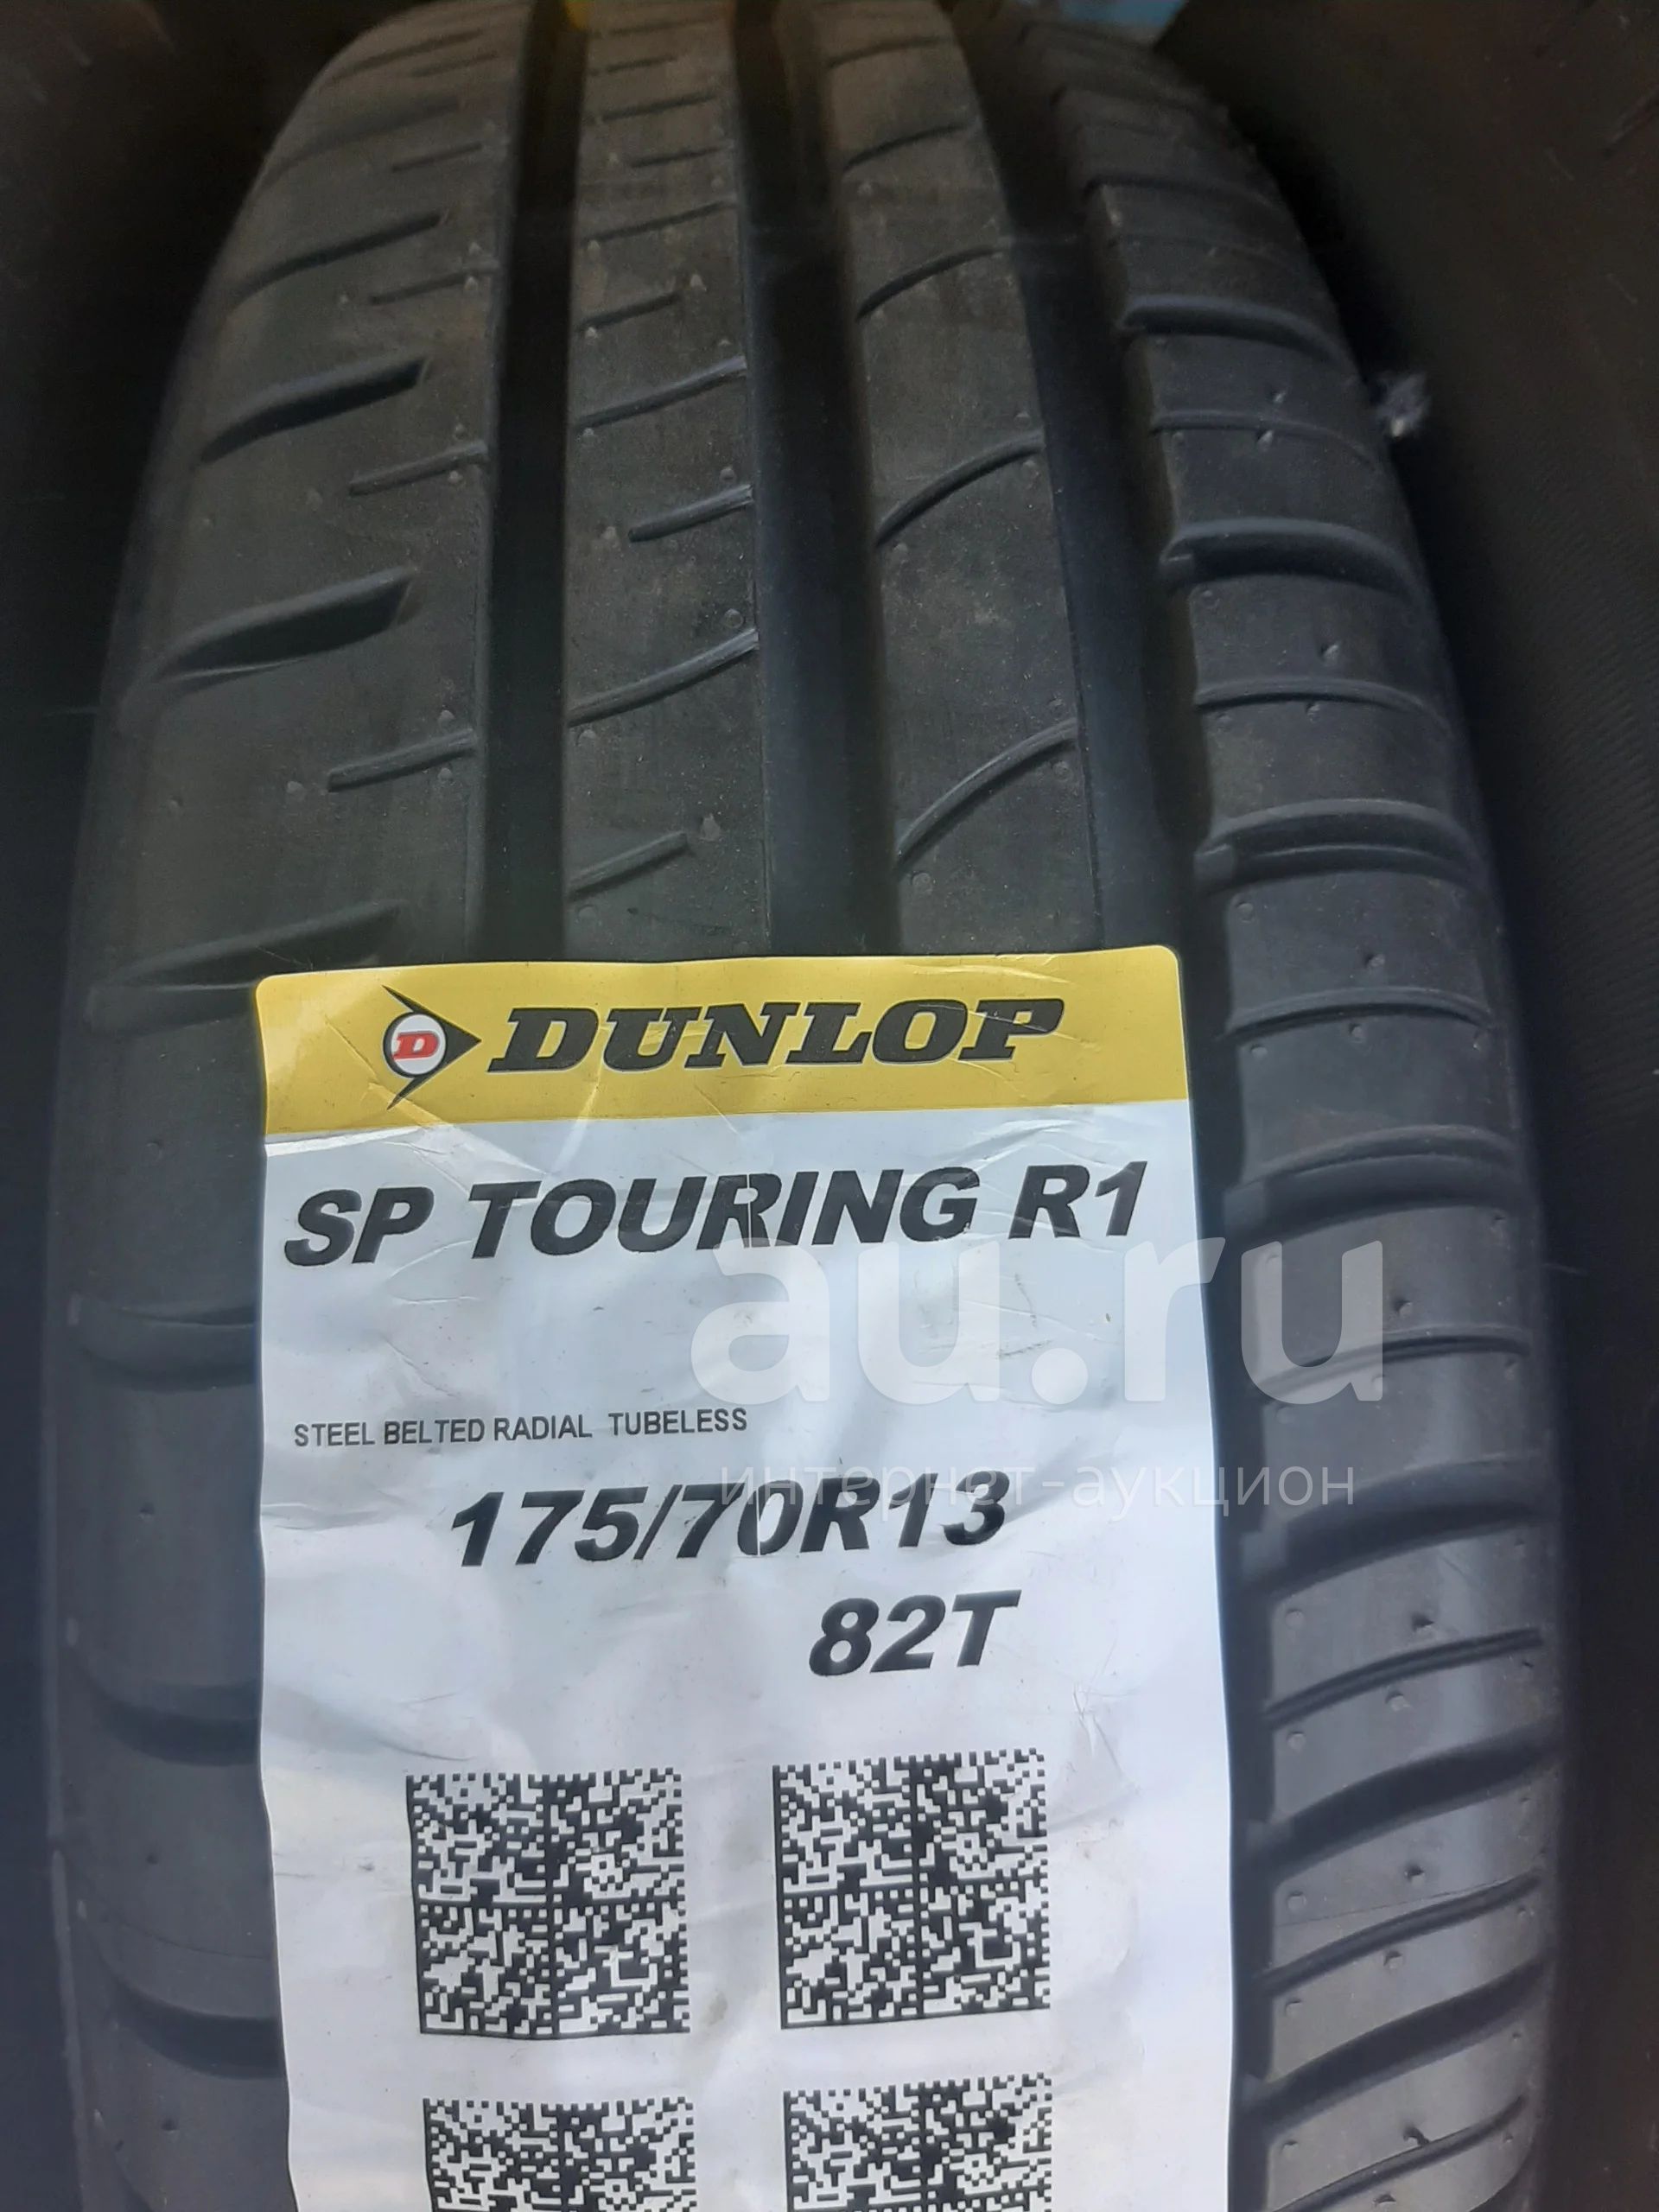 D DUNLOP
SP TOURING R1
au.ru
STEEL BELTED RADIAL TUBELESS
интернет-аукцион
175/70R13
82T